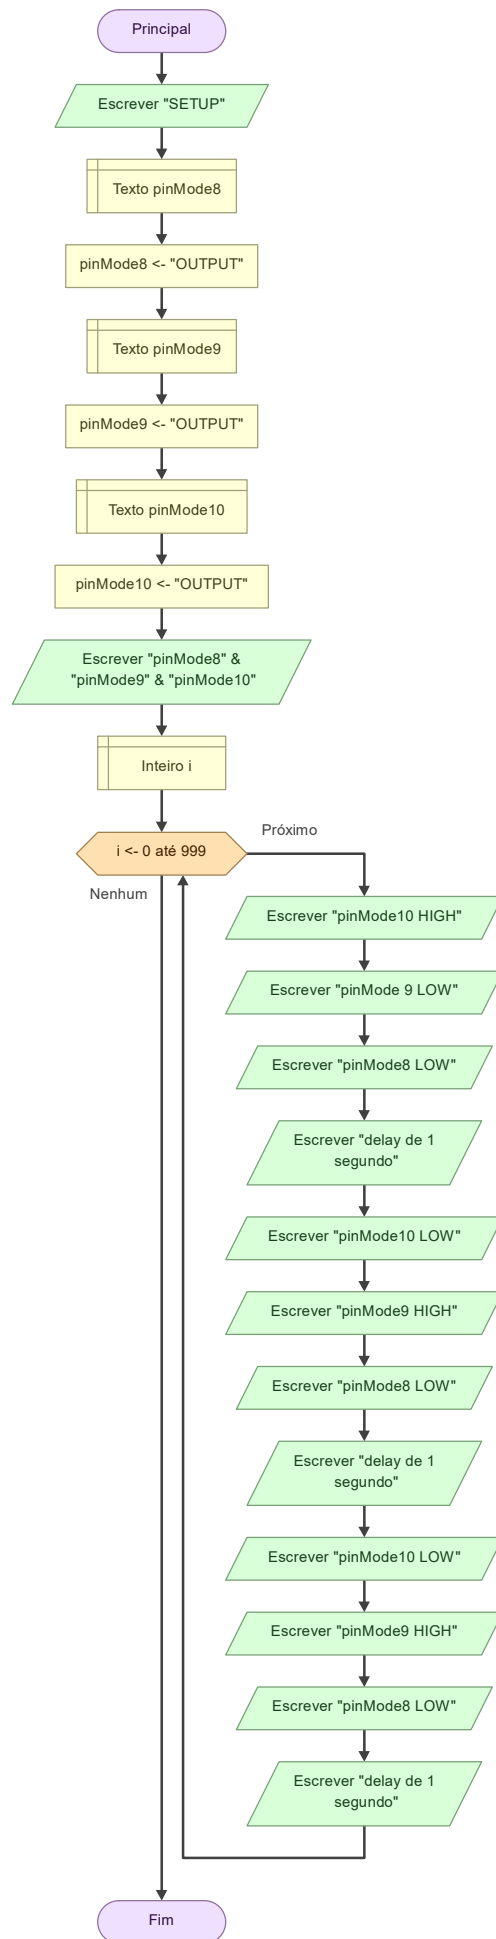 Principal
Escrever "SETUP"
Texto pinMode8
pinMode8 <- "OUTPUT"
Texto pinMode9
pinMode9 <- "OUTPUT"
Texto pinMode10
pinMode10 <- "OUTPUT"
Escrever "pinMode8" &
"pinMode9" & "pinMode10"
Inteiro i
i <- 0 até 999
Próximo
Nenhum
Escrever "pinMode10 HIGH"
Escrever "pinMode 9 LOW"
Escrever "pinMode8 LOW"
Escrever "delay de 1
segundo"
Escrever "pinMode10 LOW"
Escrever "pinMode9 HIGH"
Escrever "pinMode8 LOW"
Escrever "delay de 1
segundo"
Escrever "pinMode10 LOW"
Escrever "pinMode9 HIGH"
Escrever "pinMode8 LOW"
Escrever "delay de 1
segundo"
Fim